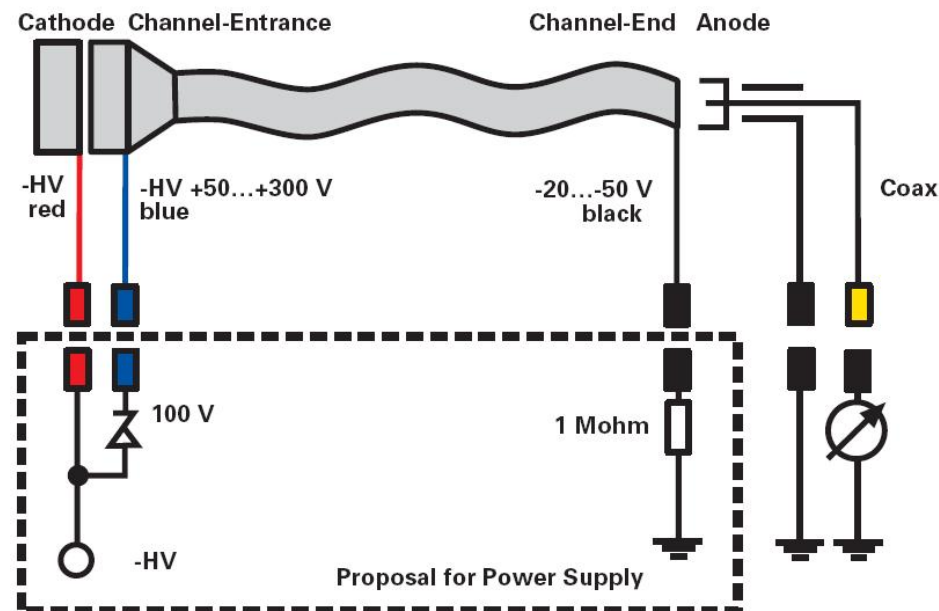 Cathode Channel-Entrance Channel-End Anode
-HV
red
-HV +50...+300 V
blue
-20...-50 V
black
Coax
100 V
1 Mohm
-HV
Proposal for Power Supply